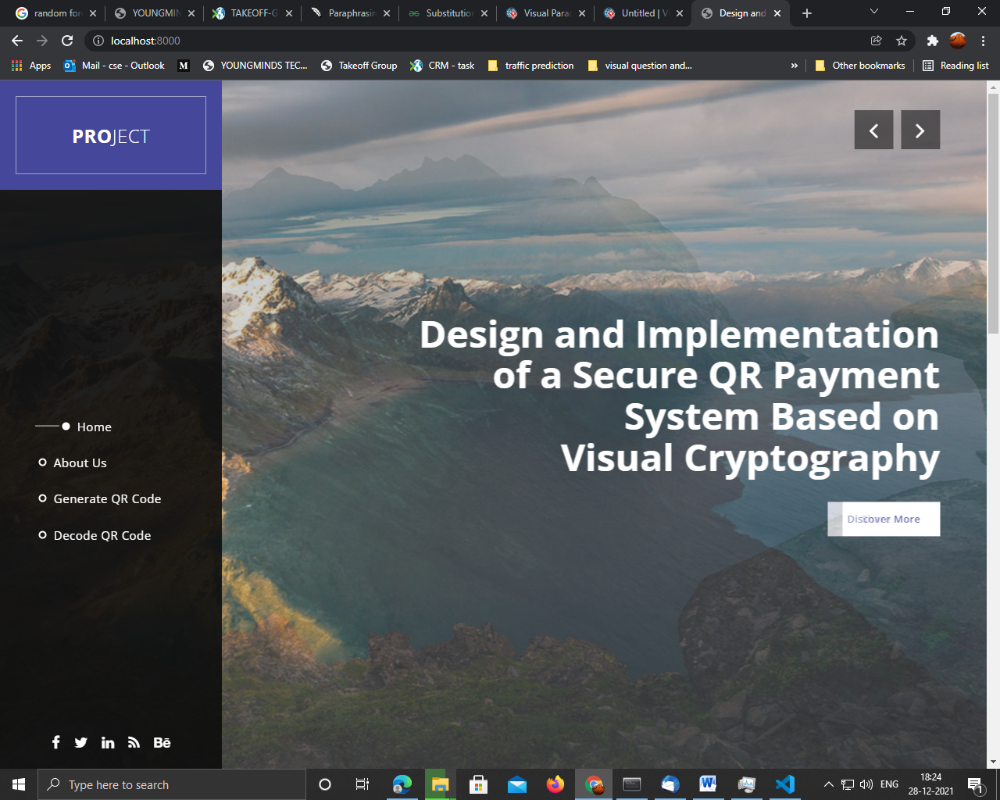 random for
YOUNGMIN
TAKEOFF-G
Paraphrasin
Substitution
Visual Parad
Untitled | V
Design and
localhost:8000
Apps
Mail - cse - Outlook
M
YOUNGMINDS TEC...
Takeoff Group
CRM - task
traffic prediction
visual question and...
»
Other bookmarks
Reading list
PROJECT
Home
About Us
Generate QR Code
Decode QR Code
Design and Implementation
of a Secure QR Payment
System Based on
Visual Cryptography
Discover More
Type here to search
ENG
18:24
28-12-2021
1